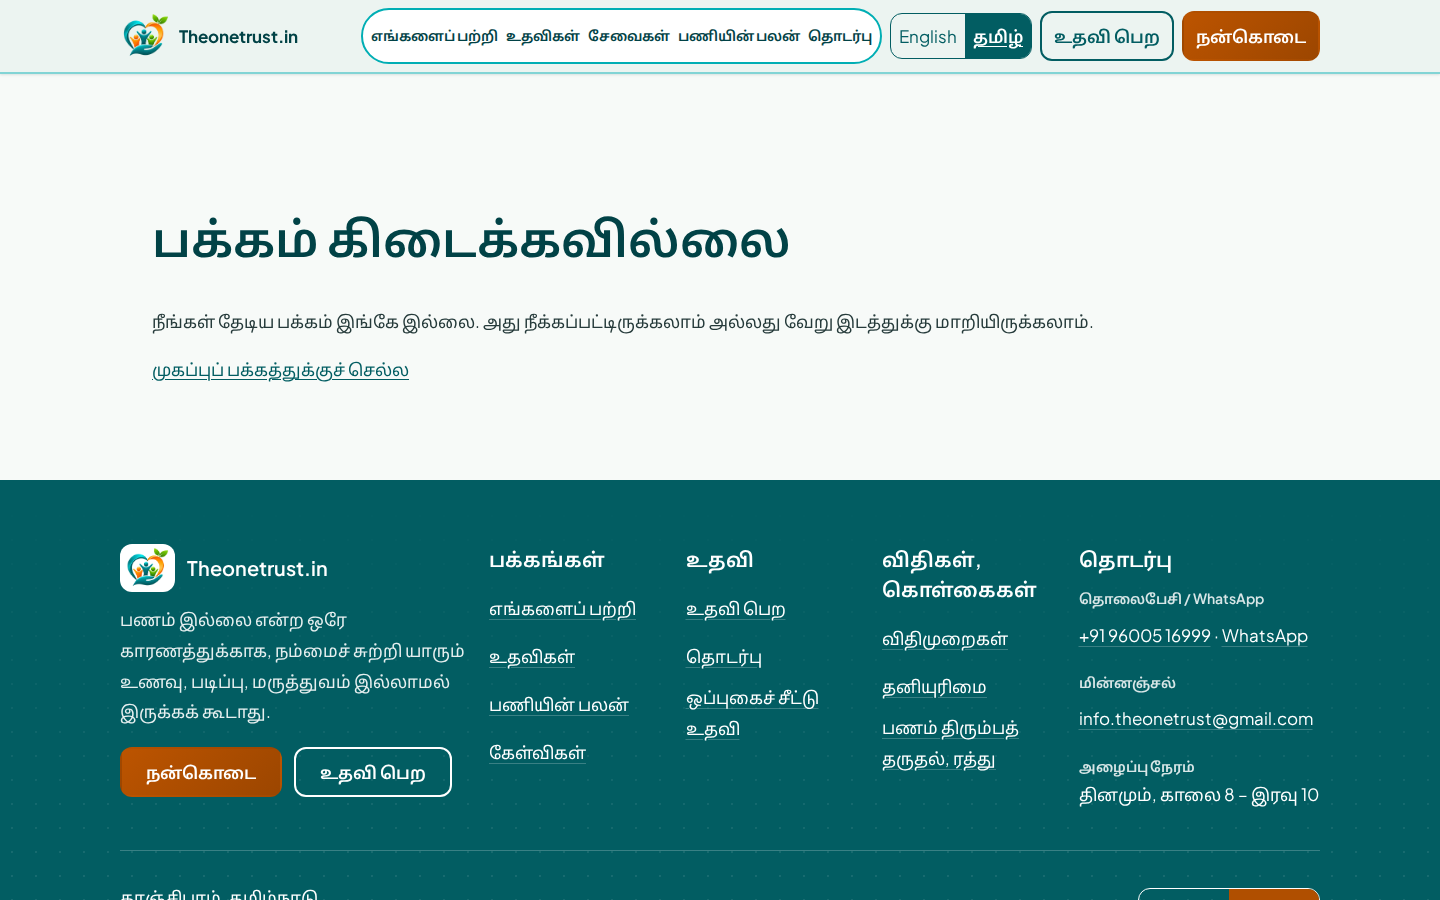 Theonetrust.in
எங்களைப் பற்றி உதவிகள் சேவைகள் பணியின் பலன் தொடர்பு
English தமிழ்
உதவி பெற
நன்கொடை
பக்கம் கிடைக்கவில்லை
நீங்கள் தேடிய பக்கம் இங்கே இல்லை. அது நீக்கப்பட்டிருக்கலாம் அல்லது வேறு இடத்துக்கு மாறியிருக்கலாம்.
முகப்புப் பக்கத்துக்குச் செல்ல
Theonetrust.in
பணம் இல்லை என்ற ஒரே
காரணத்துக்காக, நம்மைச் சுற்றி யாரும்
உணவு, படிப்பு, மருத்துவம் இல்லாமல்
இருக்கக் கூடாது.
நன்கொடை
உதவி பெற
பக்கங்கள்
எங்களைப் பற்றி
உதவிகள்
பணியின் பலன்
கேள்விகள்
உதவி
உதவி பெற
தொடர்பு
ஒப்புகைச் சீட்டு
உதவி
விதிகள்,
கொள்கைகள்
விதிமுறைகள்
தனியுரிமை
பணம் திரும்பத்
தருதல், ரத்து
தொடர்பு
தொலைபேசி / WhatsApp
+91 96005 16999 · WhatsApp
மின்னஞ்சல்
info.theonetrust@gmail.com
அழைப்பு நேரம்
தினமும், காலை 8 – இரவு 10
காஞ்சிபுரம், தமிழ்நாடு